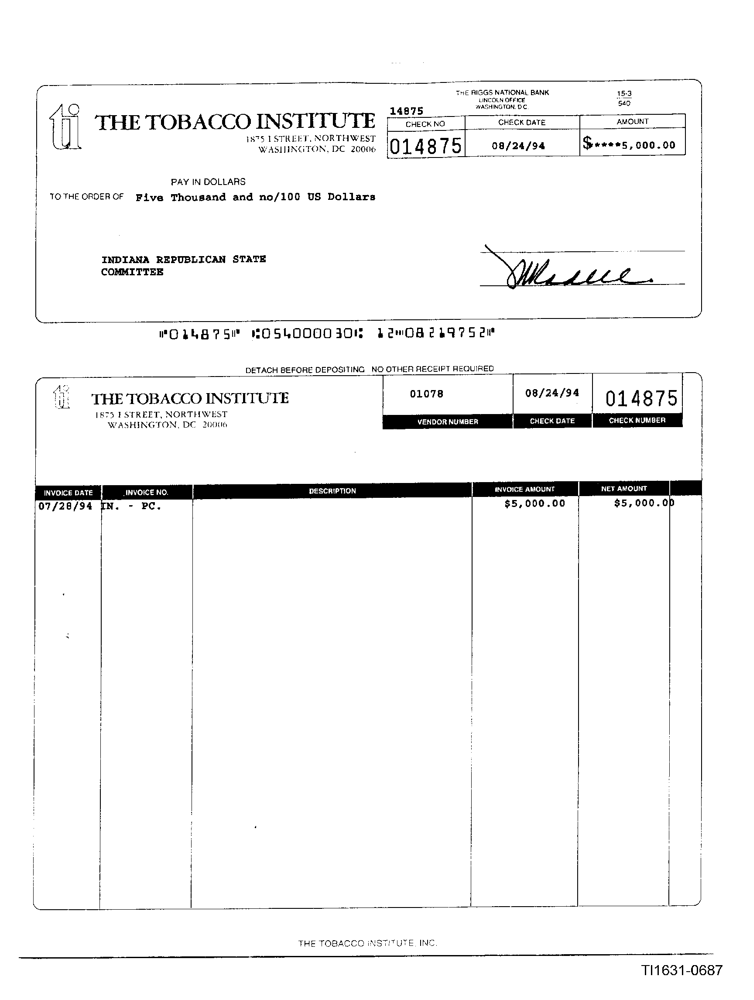 THE RIGGS NATIONAL BANK
LINCOLN OFFICE
WASHINGTON, D.C.
15-3
540
ti THE TOBACCO INSTITUTE
1875 I STREET, NORTHWEST
WASHINGTON, DC 20006
14875
CHECK NO CHECK DATE AMOUNT
014875 08/24/94 $****5,000.00
PAY IN DOLLARS
TO THE ORDER OF Five Thousand and no/100 US Dollars
INDIANA REPUBLICAN STATE
COMMITTEE
⑈014875⑈ ⑆054000030⑆ 12⑉08219752⑈
DETACH BEFORE DEPOSITING NO OTHER RECEIPT REQUIRED
ti THE TOBACCO INSTITUTE
1875 I STREET, NORTHWEST
WASHINGTON, DC 20006
01078 08/24/94 014875
VENDOR NUMBER CHECK DATE CHECK NUMBER
INVOICE DATE INVOICE NO. DESCRIPTION INVOICE AMOUNT NET AMOUNT
07/28/94 IN. - PC. $5,000.00 $5,000.00
THE TOBACCO INSTITUTE, INC.
TI1631-0687